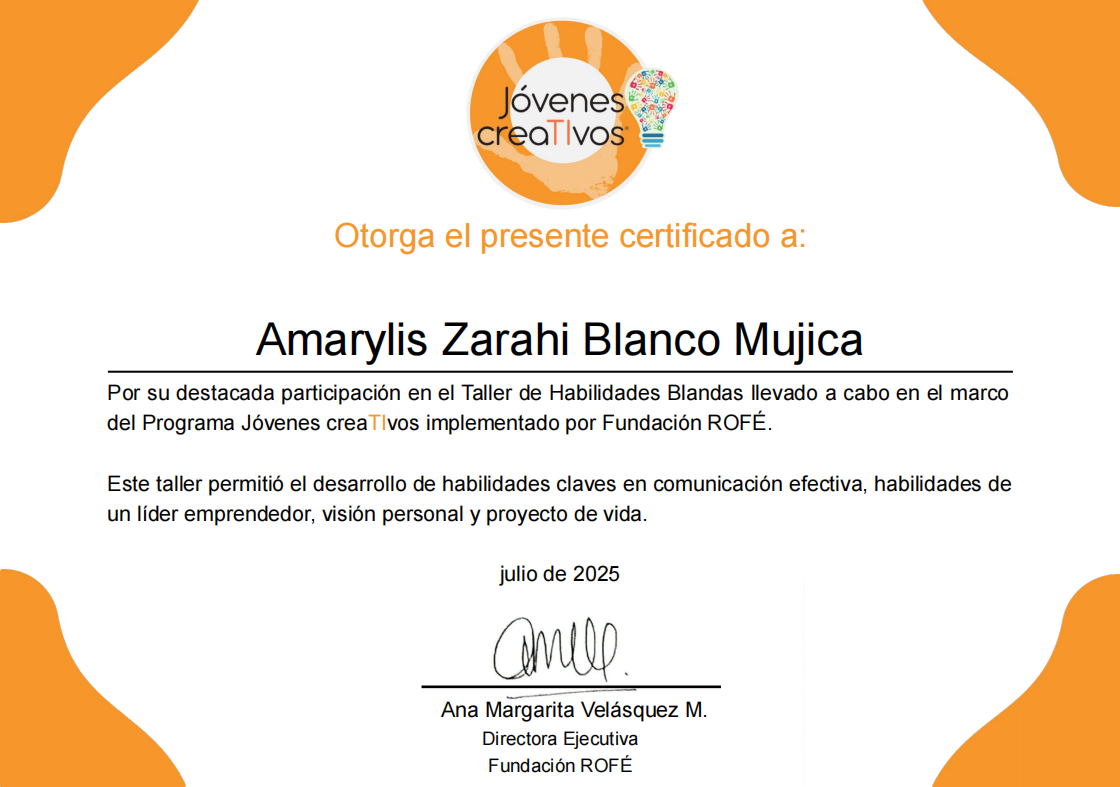 Jóvenes
creaTIvos
Otorga el presente certificado a:
Amarylis Zarahi Blanco Mujica
Por su destacada participación en el Taller de Habilidades Blandas llevado a cabo en el marco
del Programa Jóvenes creaTIvos implementado por Fundación ROFÉ.
Este taller permitió el desarrollo de habilidades claves en comunicación efectiva, habilidades de
un líder emprendedor, visión personal y proyecto de vida.
julio de 2025
Ana Margarita Velásquez M.
Directora Ejecutiva
Fundación ROFÉ